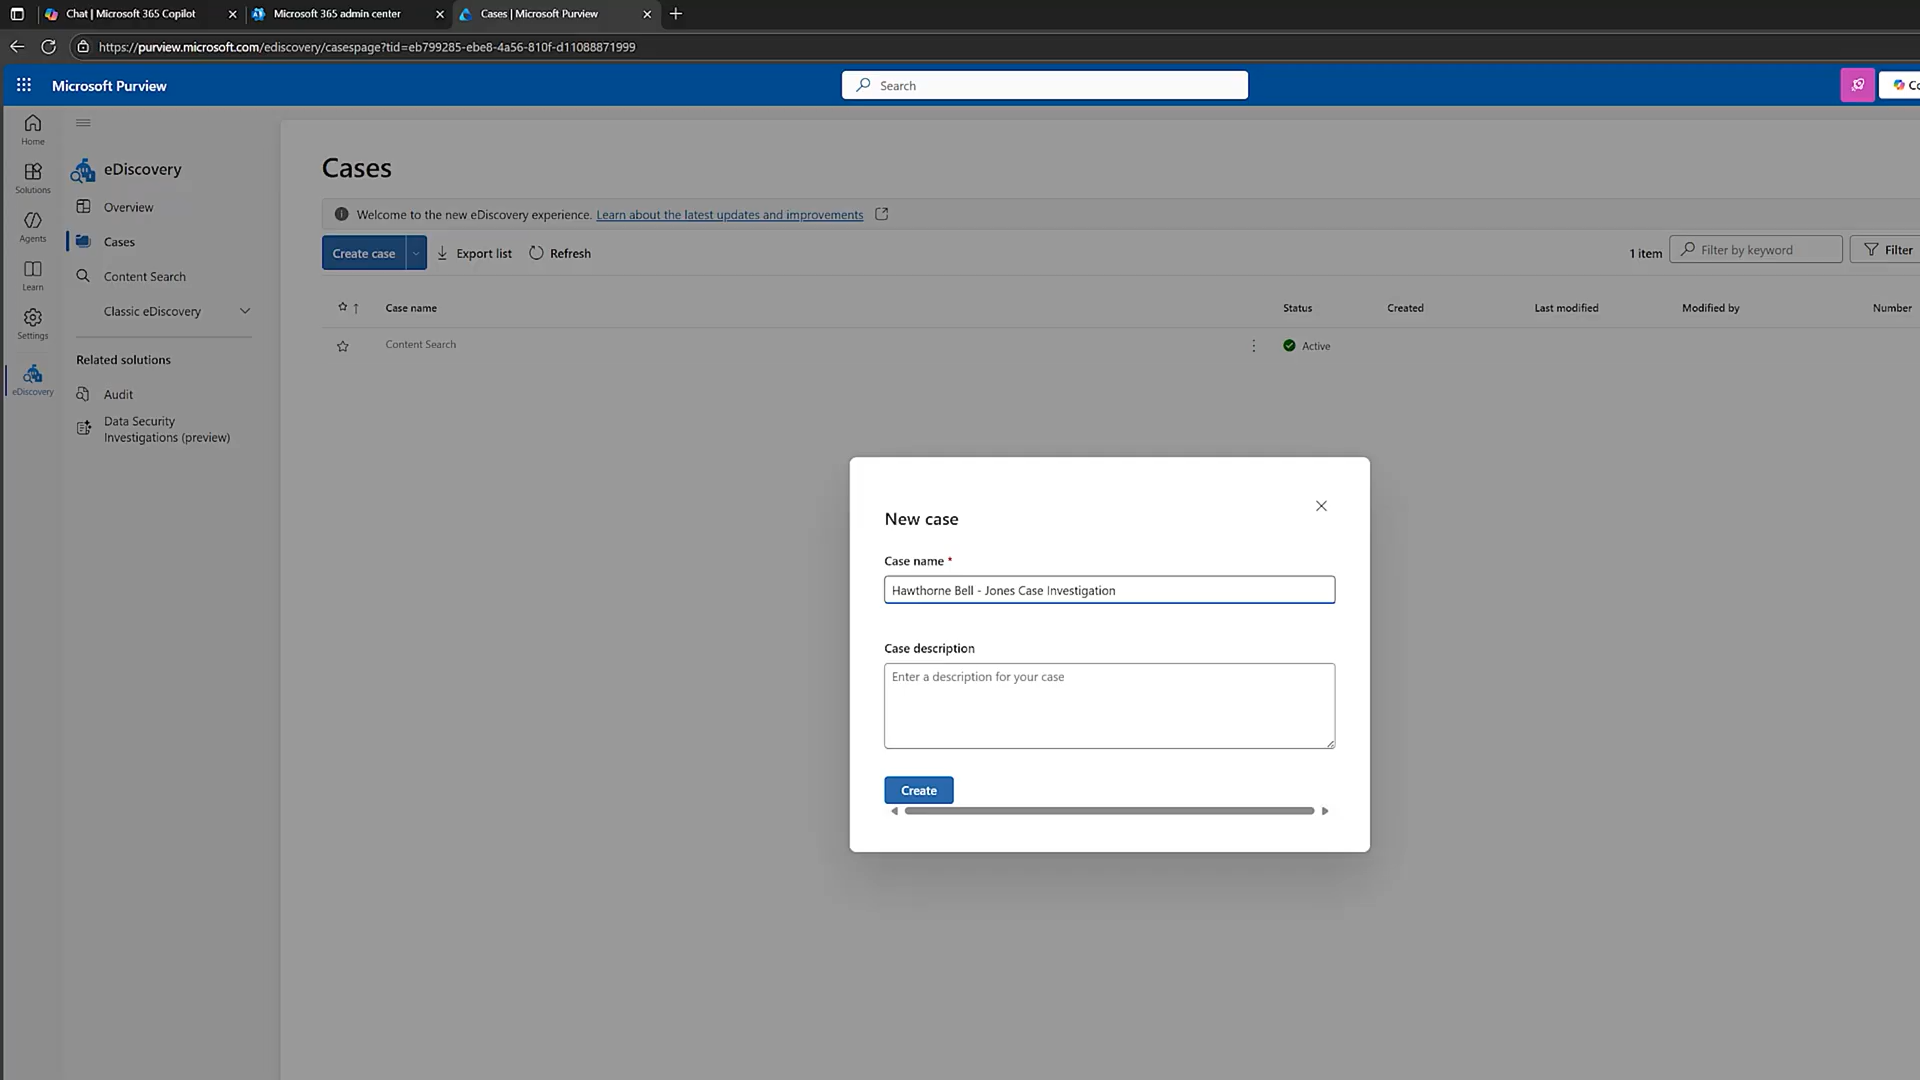 Chat | Microsoft 365 Copilot
Microsoft 365 admin center
Cases | Microsoft Purview
https://purview.microsoft.com/ediscovery/casespage?tid=eb799285-ebe8-4a56-810f-d11088871999
Microsoft Purview
Search
Co
Home
Solutions
Agents
Learn
Settings
eDiscovery
eDiscovery
Overview
Cases
Content Search
Classic eDiscovery
Related solutions
Audit
Data Security
Investigations (preview)
Cases
Welcome to the new eDiscovery experience. Learn about the latest updates and improvements
Create case
Export list
Refresh
1 item
Filter by keyword
Filter
Case name
Status
Created
Last modified
Modified by
Number
Content Search
Active
New case
Case name *
Hawthorne Bell - Jones Case Investigation
Case description
Enter a description for your case
Create